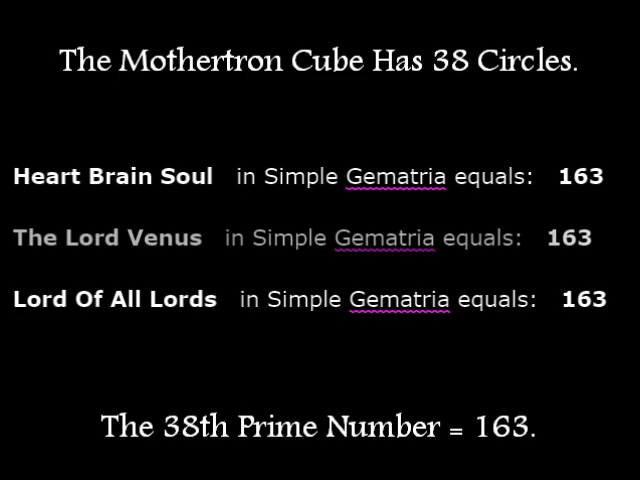 The Mothertron Cube Has 38 Circles.
Heart Brain Soul in Simple Gematria equals: 163
The Lord Venus in Simple Gematria equals: 163
Lord Of All Lords in Simple Gematria equals: 163
The 38th Prime Number = 163.